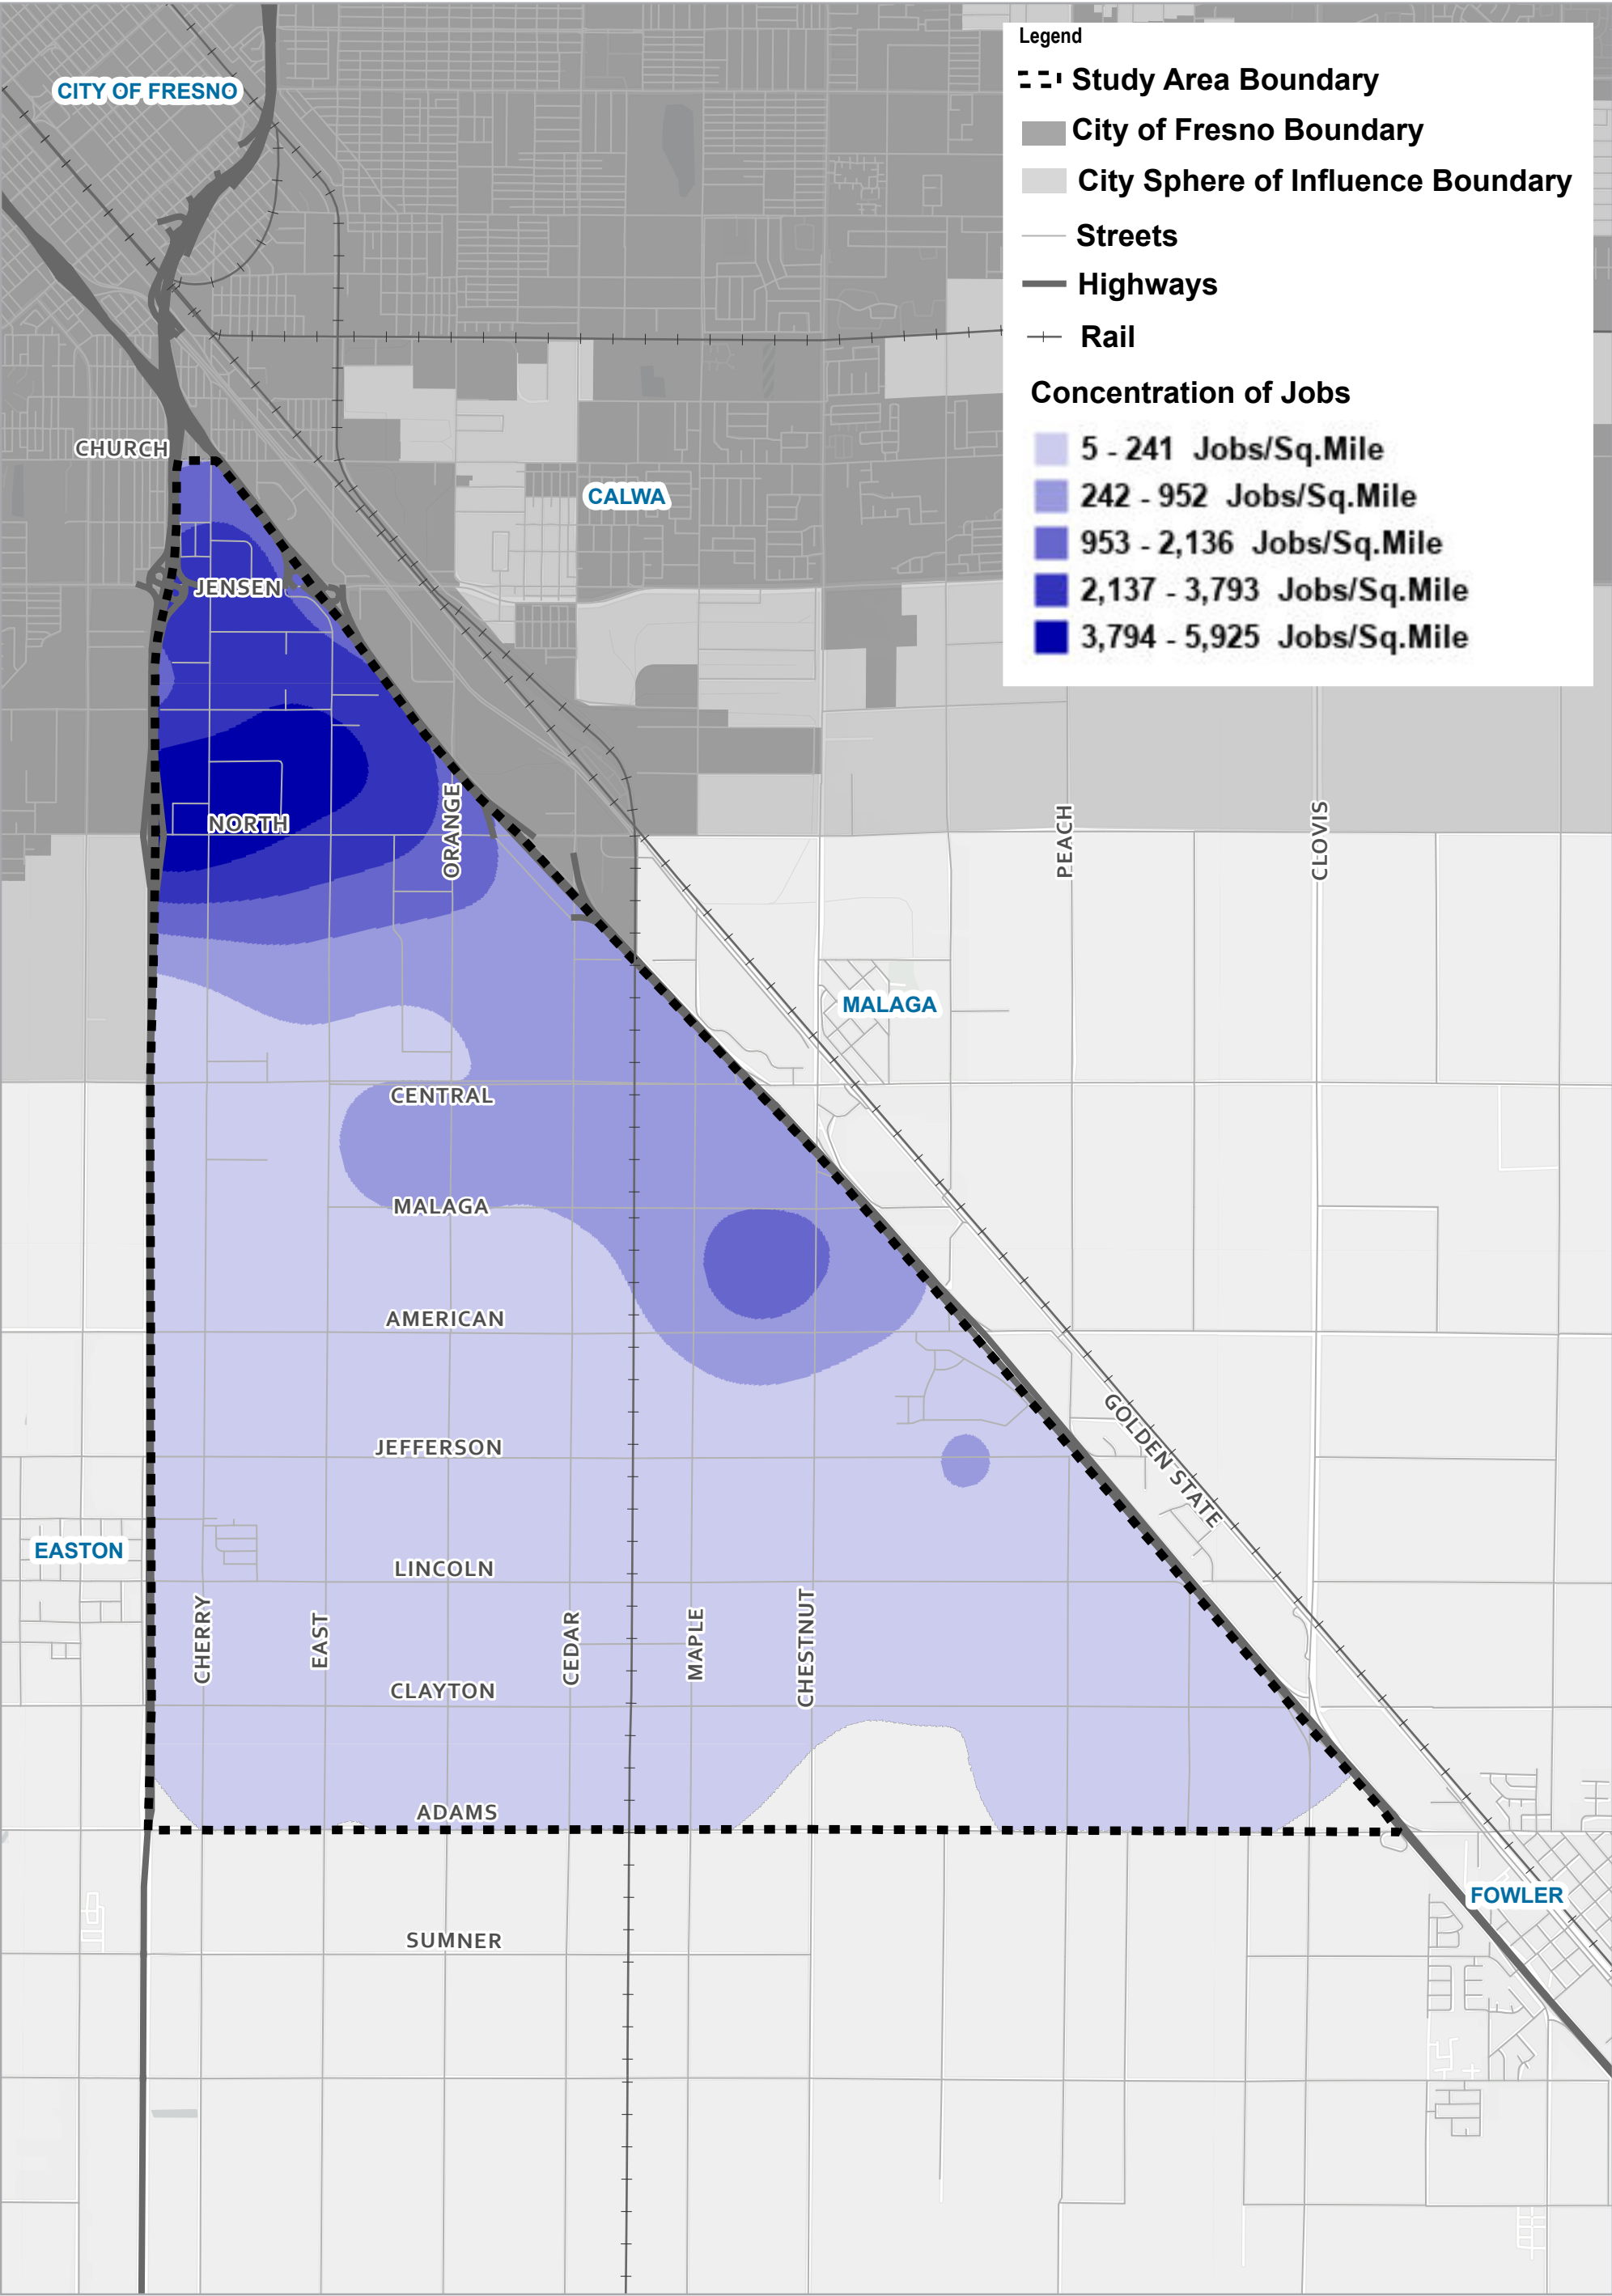 Legend
Study Area Boundary
City of Fresno Boundary
City Sphere of Influence Boundary
Streets
Highways
Rail
Concentration of Jobs
5 - 241 Jobs/Sq.Mile
242 - 952 Jobs/Sq.Mile
953 - 2,136 Jobs/Sq.Mile
2,137 - 3,793 Jobs/Sq.Mile
3,794 - 5,925 Jobs/Sq.Mile
CITY OF FRESNO
CHURCH
CALWA
JENSEN
NORTH
ORANGE
PEACH
CLOVIS
MALAGA
CENTRAL
MALAGA
AMERICAN
GOLDEN STATE
JEFFERSON
EASTON
LINCOLN
CHERRY
EAST
CEDAR
MAPLE
CHESTNUT
CLAYTON
ADAMS
FOWLER
SUMNER